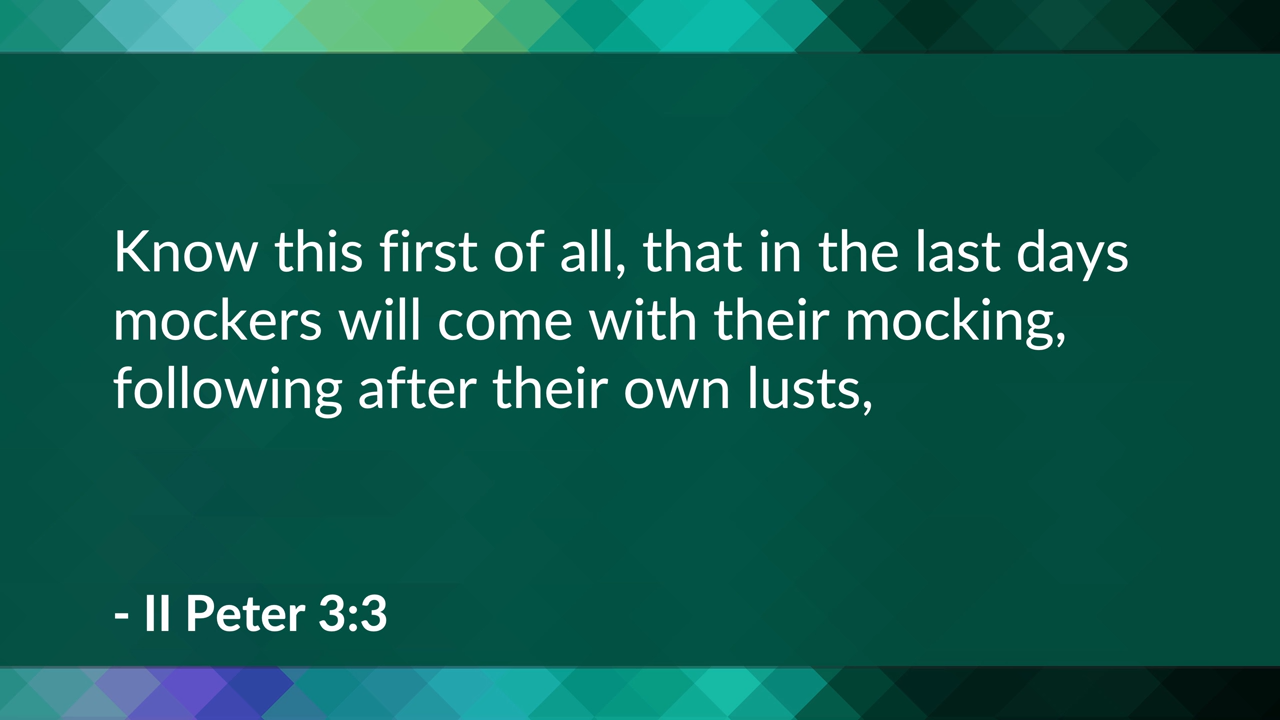 Know this first of all, that in the last days
mockers will come with their mocking,
following after their own lusts,
- II Peter 3:3